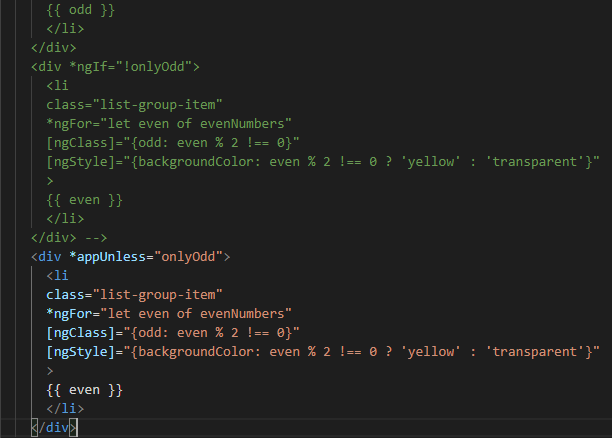 {{ odd }}
</li>
</div>
<div *ngIf="!onlyOdd">
<li
class="list-group-item"
*ngFor="let even of evenNumbers"
[ngClass]="{odd: even % 2 !== 0}"
[ngStyle]="{backgroundColor: even % 2 !== 0 ? 'yellow' : 'transparent'}"
>
{{ even }}
</li>
</div> -->
<div *appUnless="onlyOdd">
<li
class="list-group-item"
*ngFor="let even of evenNumbers"
[ngClass]="{odd: even % 2 !== 0}"
[ngStyle]="{backgroundColor: even % 2 !== 0 ? 'yellow' : 'transparent'}"
>
{{ even }}
</li>
</div>